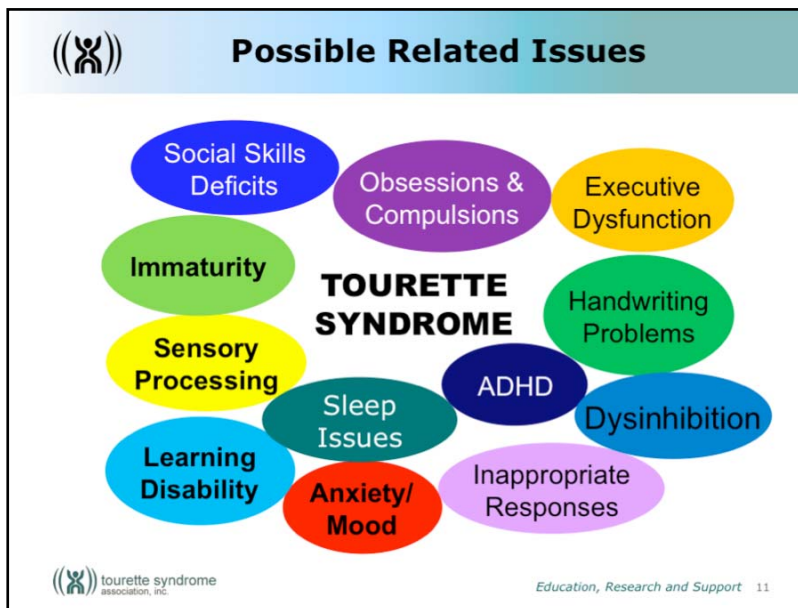 Possible Related Issues
Social Skills
Deficits
Obsessions &
Compulsions
Executive
Dysfunction
Immaturity
TOURETTE
SYNDROME
Handwriting
Problems
Sensory
Processing
ADHD
Sleep
Issues
Dysinhibition
Learning
Disability
Anxiety/
Mood
Inappropriate
Responses
tourette syndrome
association, inc.
Education, Research and Support 11